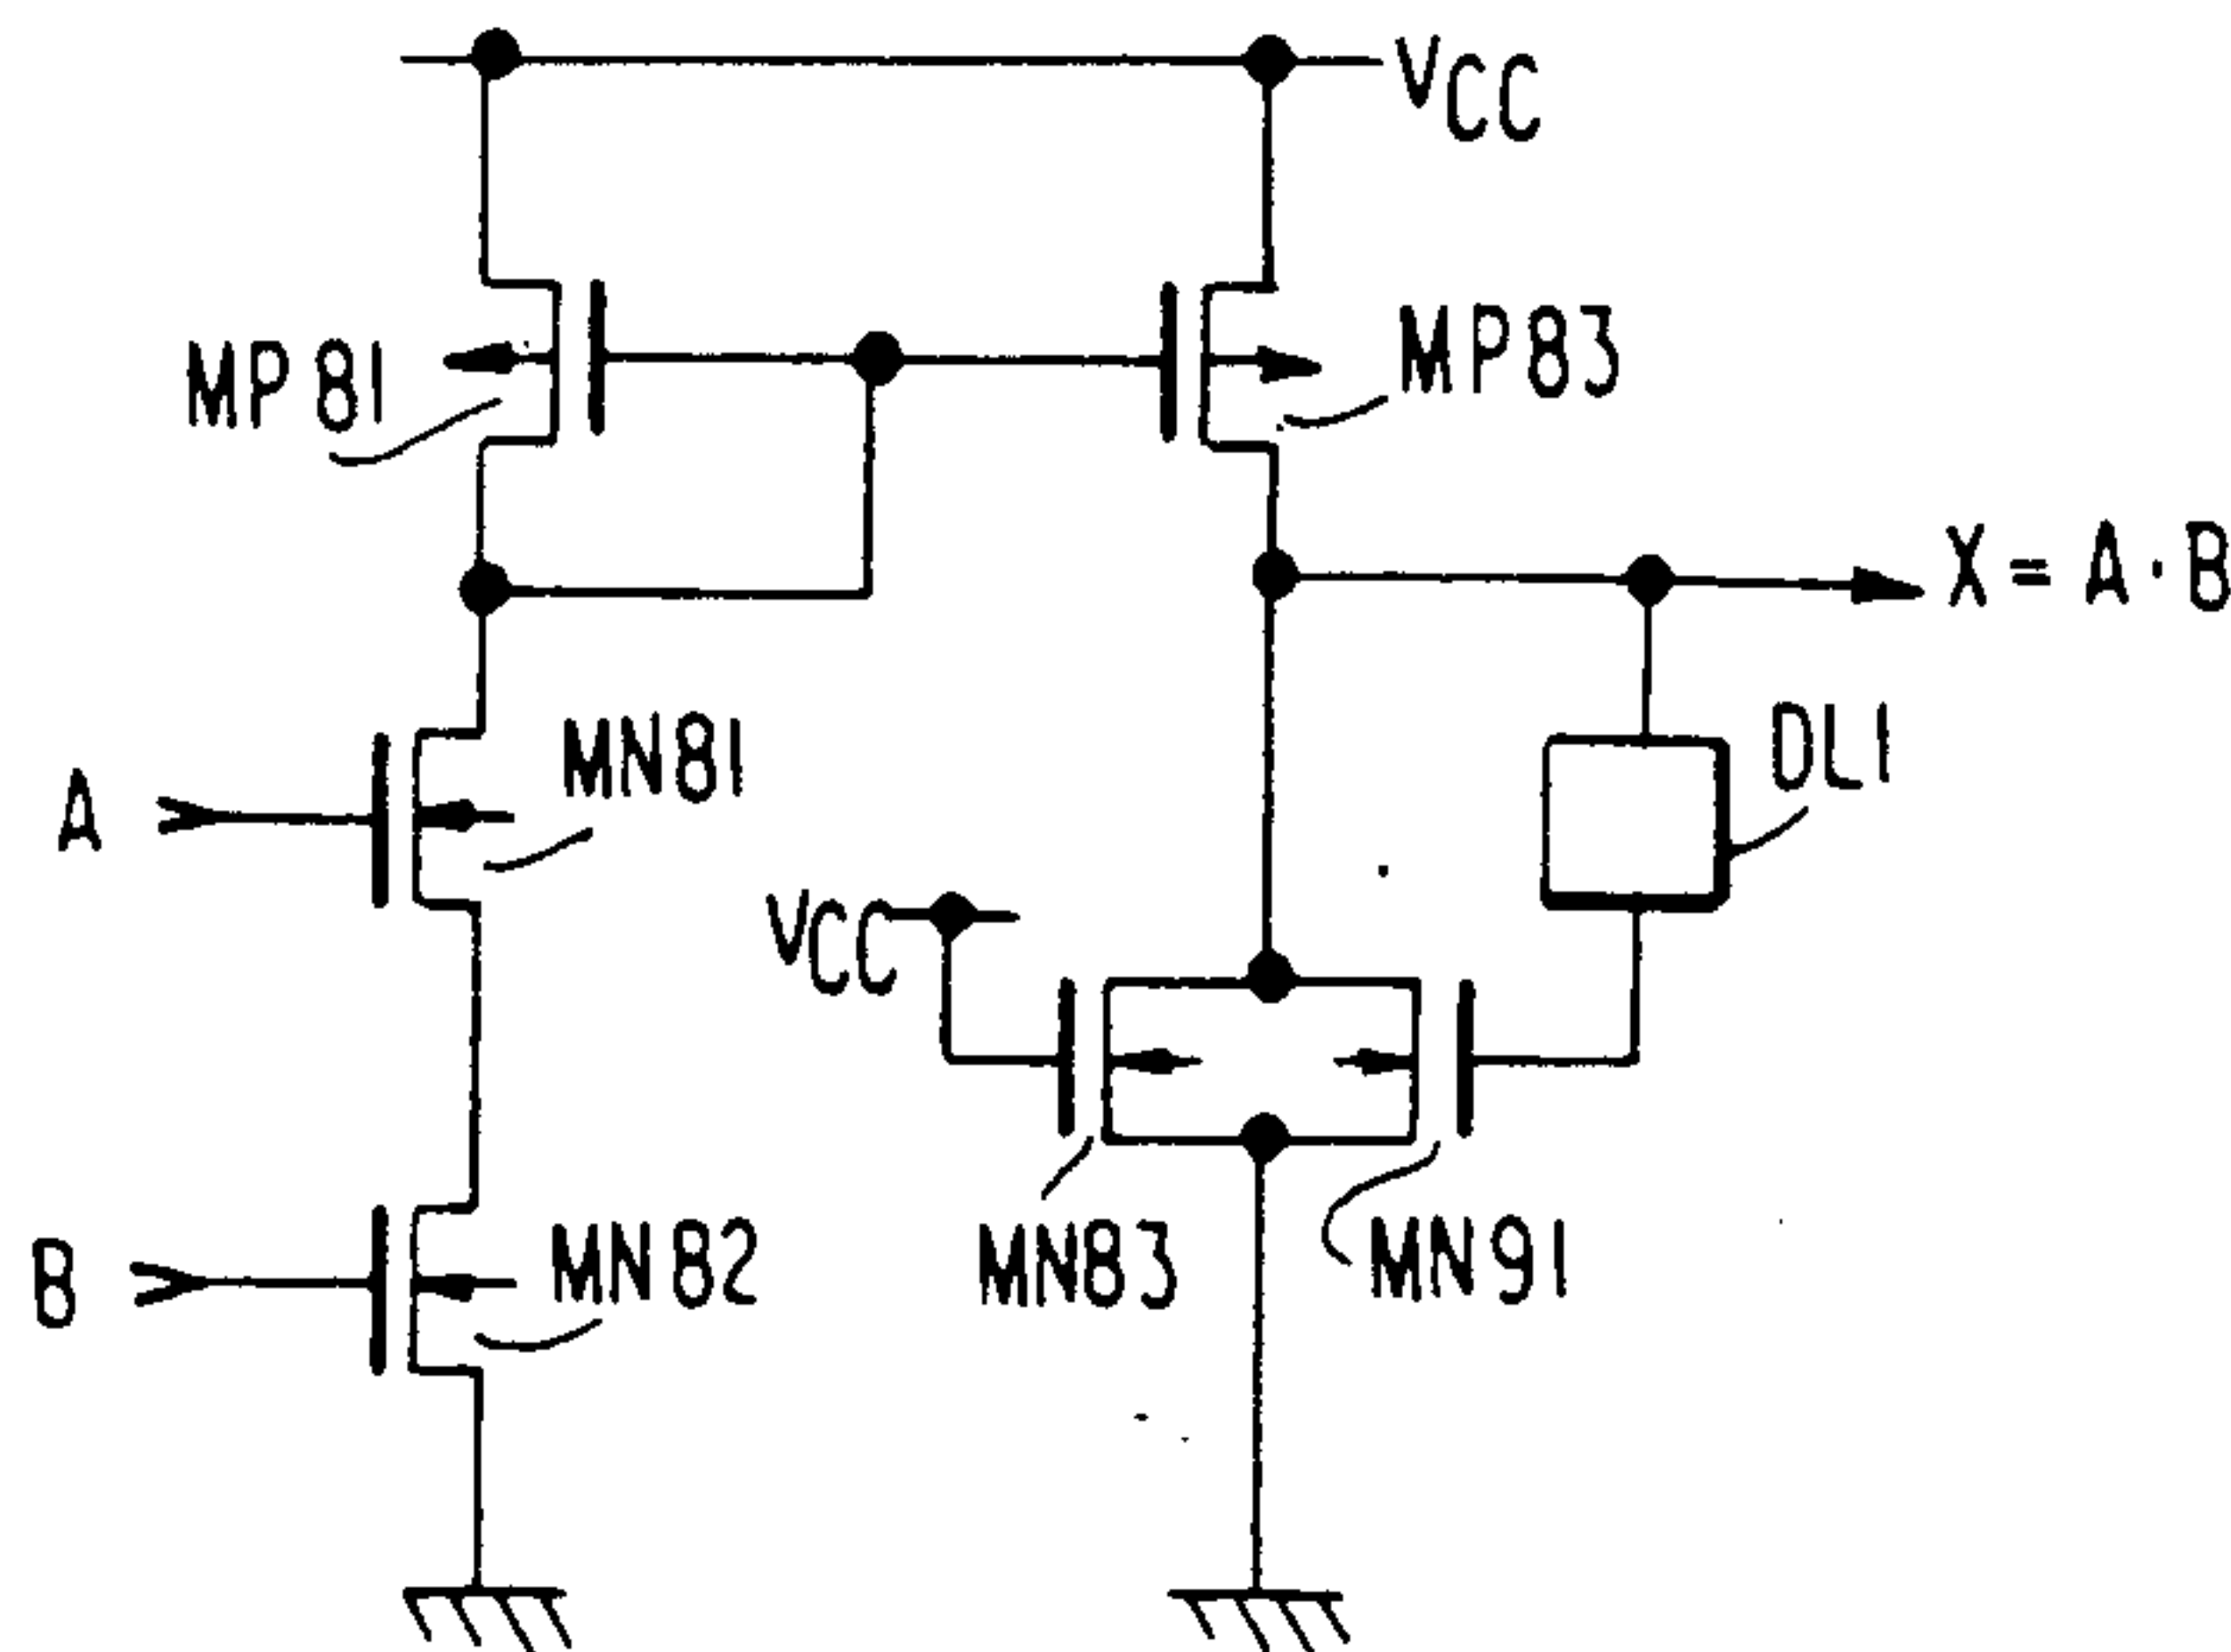 VCC
MP81
MP83
X = A · B
MN81
DL1
A
VCC
B
MN82
MN83
MN91